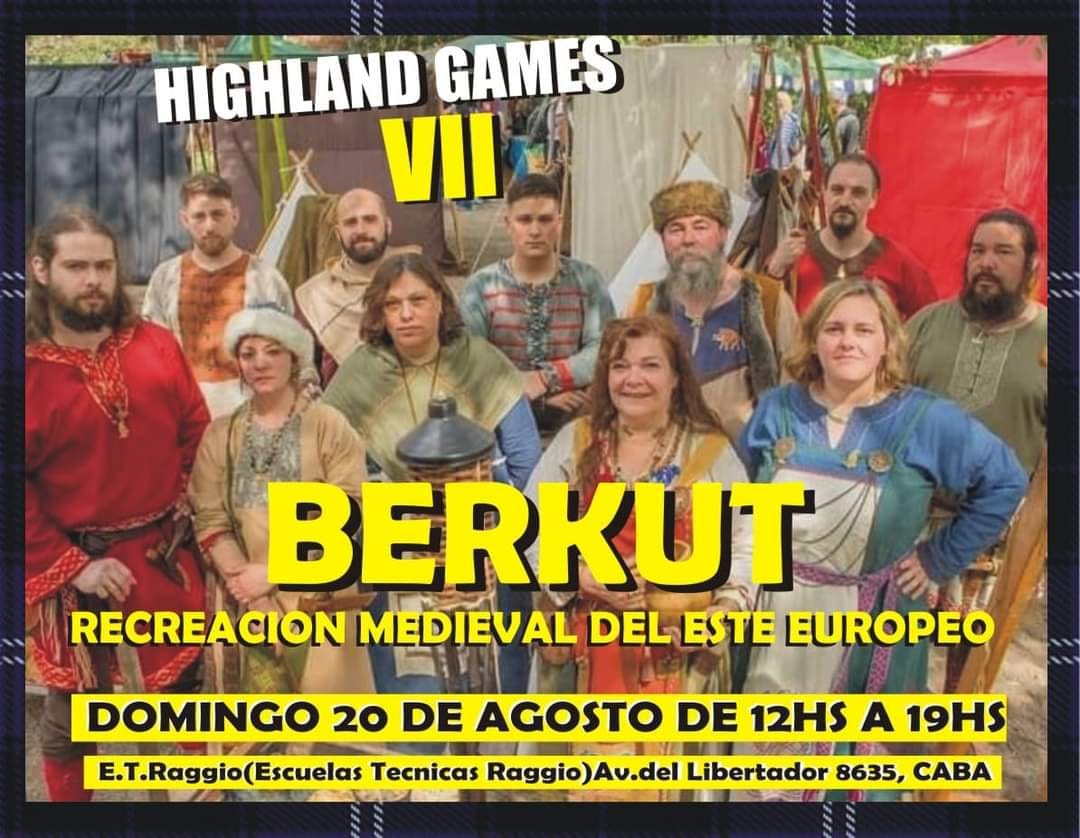 HIGHLAND GAMES
VII
BERKUT
RECREACION MEDIEVAL DEL ESTE EUROPEO
DOMINGO 20 DE AGOSTO DE 12HS A 19HS
E.T.Raggio(Escuelas Tecnicas Raggio)Av.del Libertador 8635, CABA